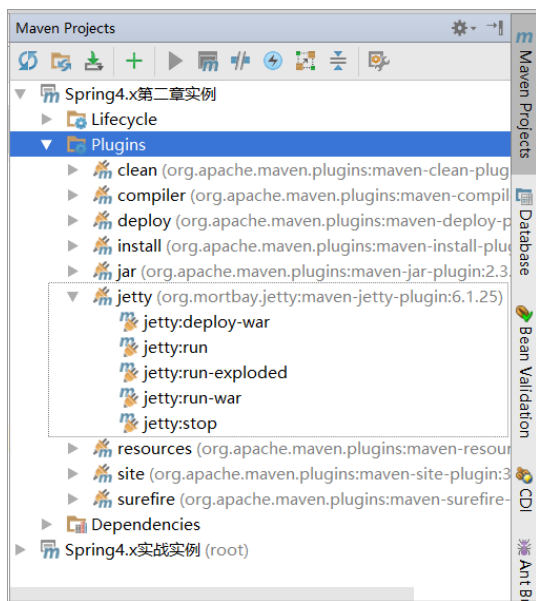 Maven Projects
Spring4.x第二章实例
Lifecycle
Plugins
clean (org.apache.maven.plugins:maven-clean-plug
compiler (org.apache.maven.plugins:maven-compil
deploy (org.apache.maven.plugins:maven-deploy-p
install (org.apache.maven.plugins:maven-install-plug
jar (org.apache.maven.plugins:maven-jar-plugin:2.3.
jetty (org.mortbay.jetty:maven-jetty-plugin:6.1.25)
jetty:deploy-war
jetty:run
jetty:run-exploded
jetty:run-war
jetty:stop
resources (org.apache.maven.plugins:maven-resour
site (org.apache.maven.plugins:maven-site-plugin:3
surefire (org.apache.maven.plugins:maven-surefire-
Dependencies
Spring4.x实战实例 (root)
Maven Projects
Database
Bean Validation
CDI
Ant Bu